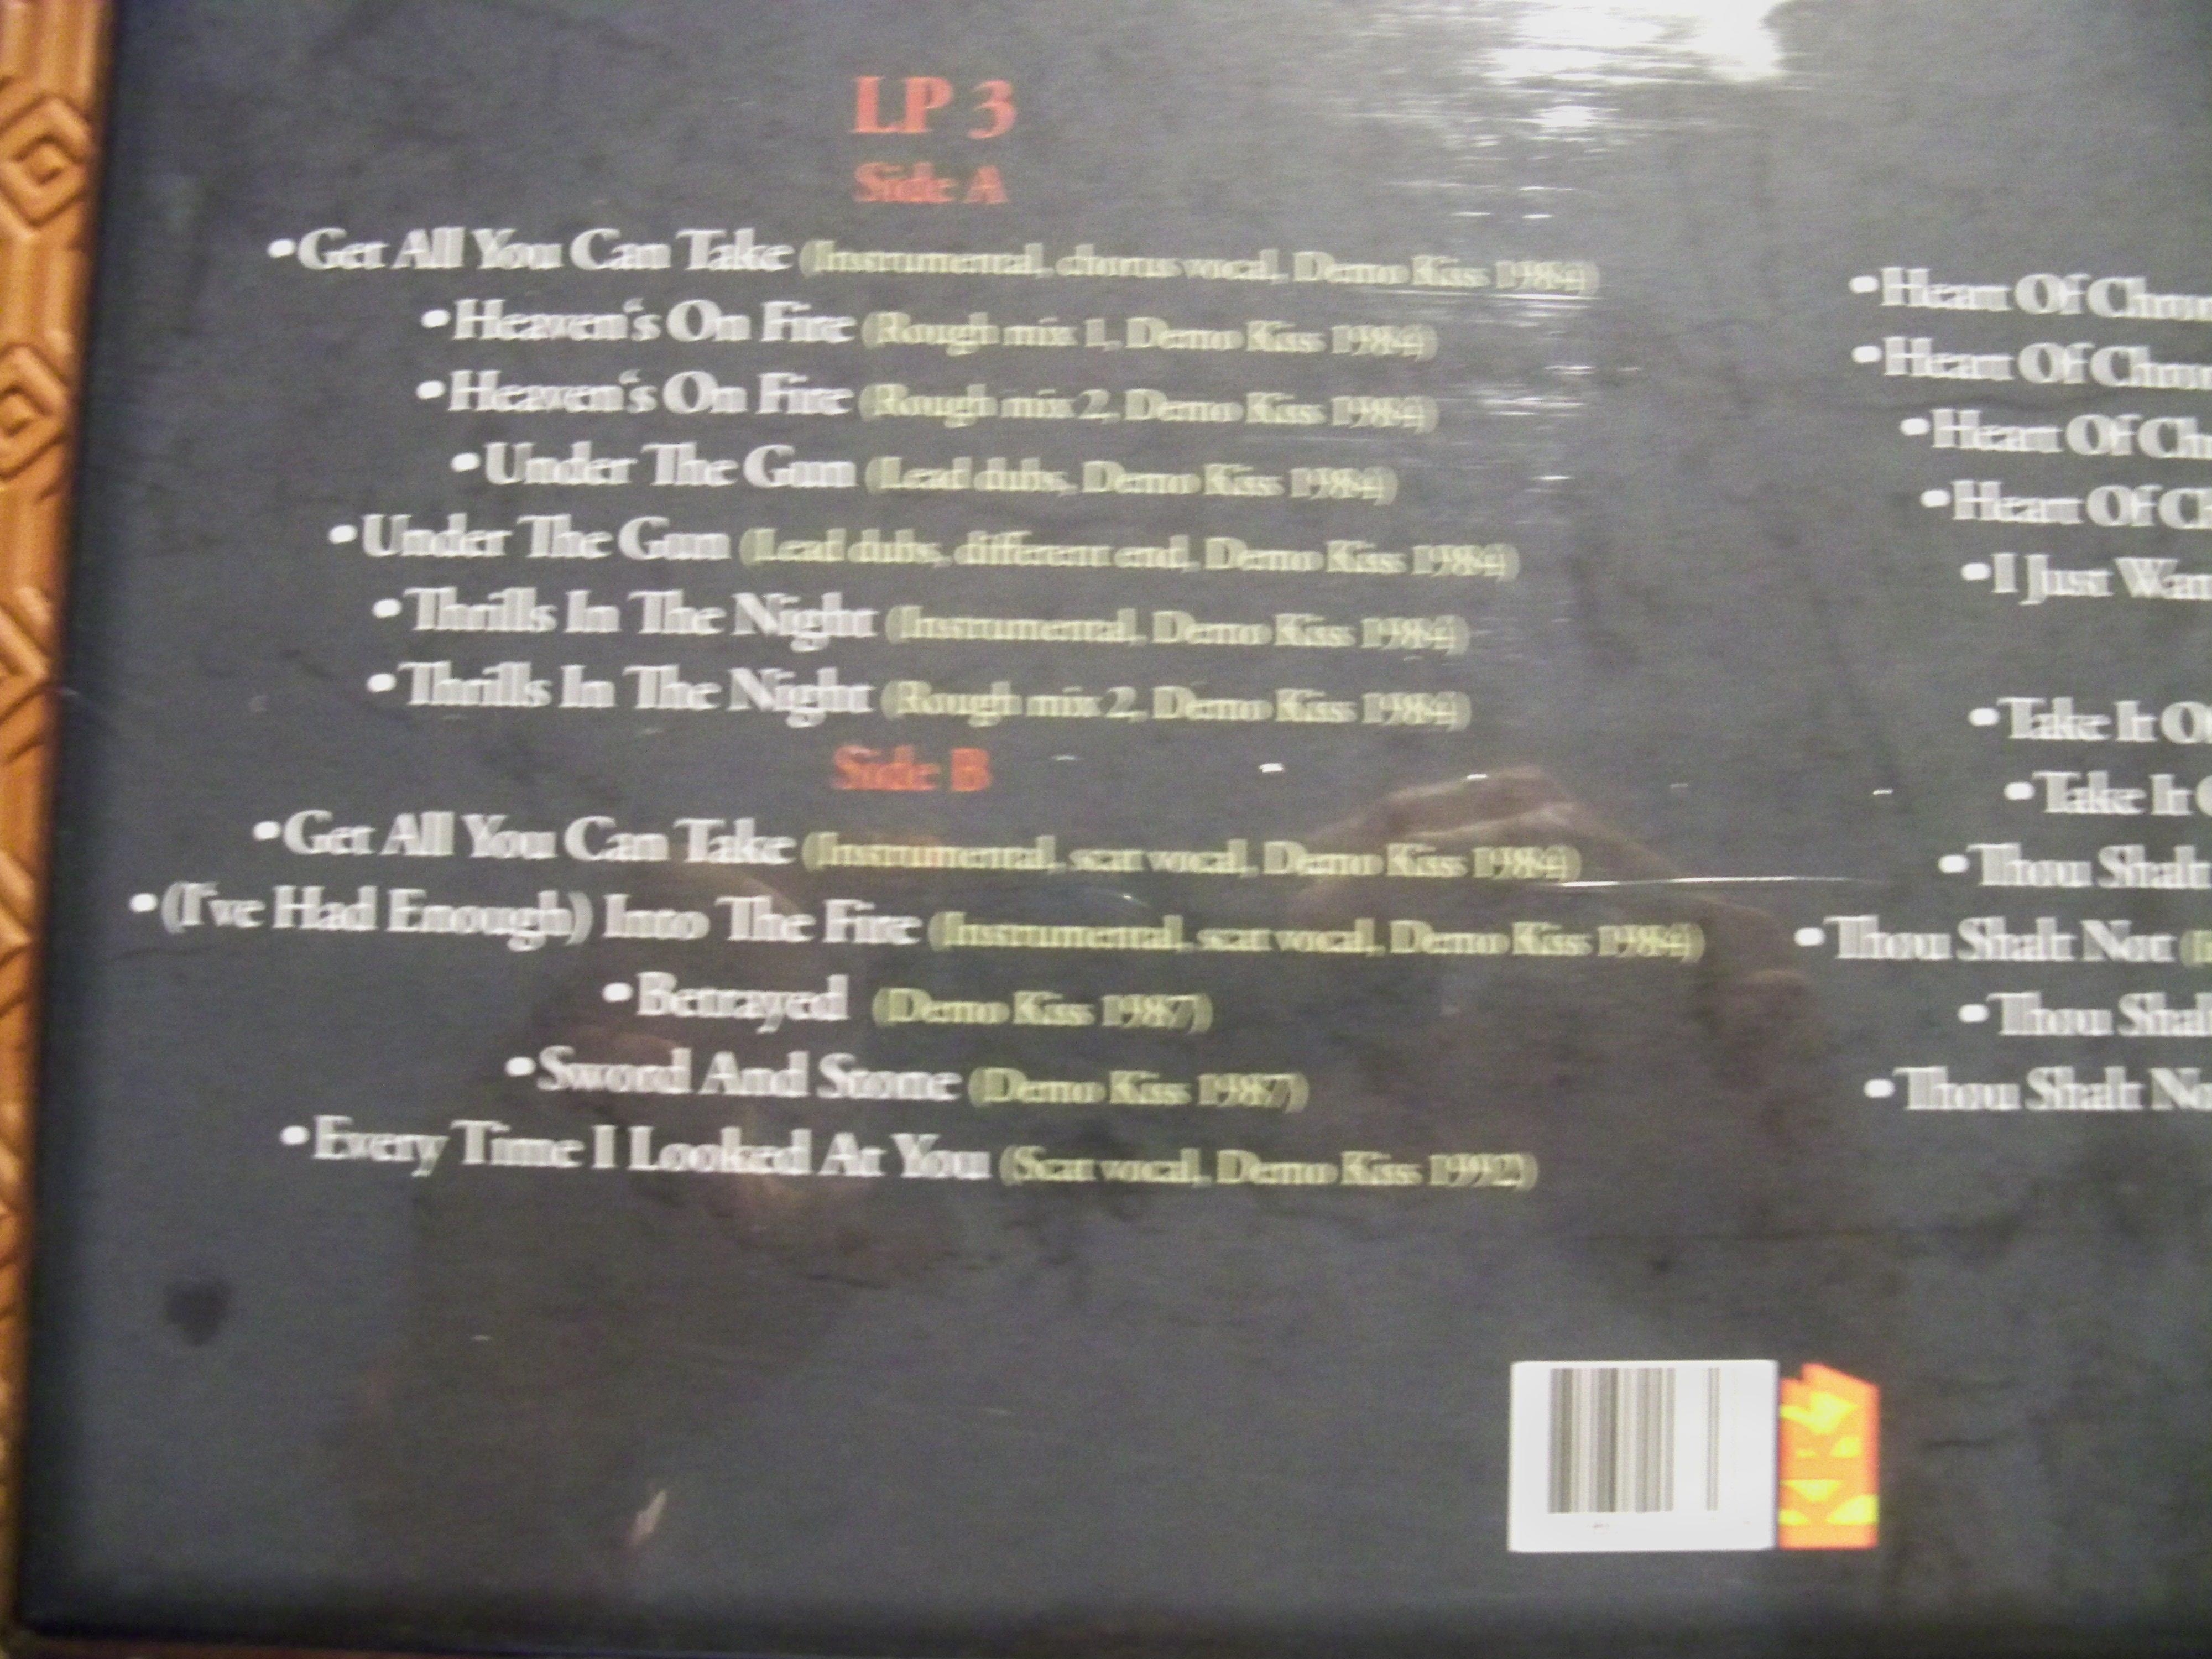 LP 3
Side A
•Get All You Can Take (Instrumental, chorus vocal, Demo Kiss 1984)
•Heaven‘s On Fire (Rough mix 1, Demo Kiss 1984)
•Heaven‘s On Fire (Rough mix 2, Demo Kiss 1984)
•Under The Gun (Lead dubs, Demo Kiss 1984)
•Under The Gun (Lead dubs, different end, Demo Kiss 1984)
•Thrills In The Night (Instrumental, Demo Kiss 1984)
•Thrills In The Night (Rough mix 2, Demo Kiss 1984)
Side B
•Get All You Can Take (Instrumental, scat vocal, Demo Kiss 1984)
•(I've Had Enough) Into The Fire (Instrumental, scat vocal, Demo Kiss 1984)
•Betrayed (Demo Kiss 1987)
•Sword And Stone (Demo Kiss 1987)
•Every Time I Looked At You (Scat vocal, Demo Kiss 1992)
•Heart Of
•Heart Of
•Heart Of
•Heart Of
•I Just
•Take It
•Take It
•Thou
•Thou Shalt Not
•Thou
•Thou Shalt